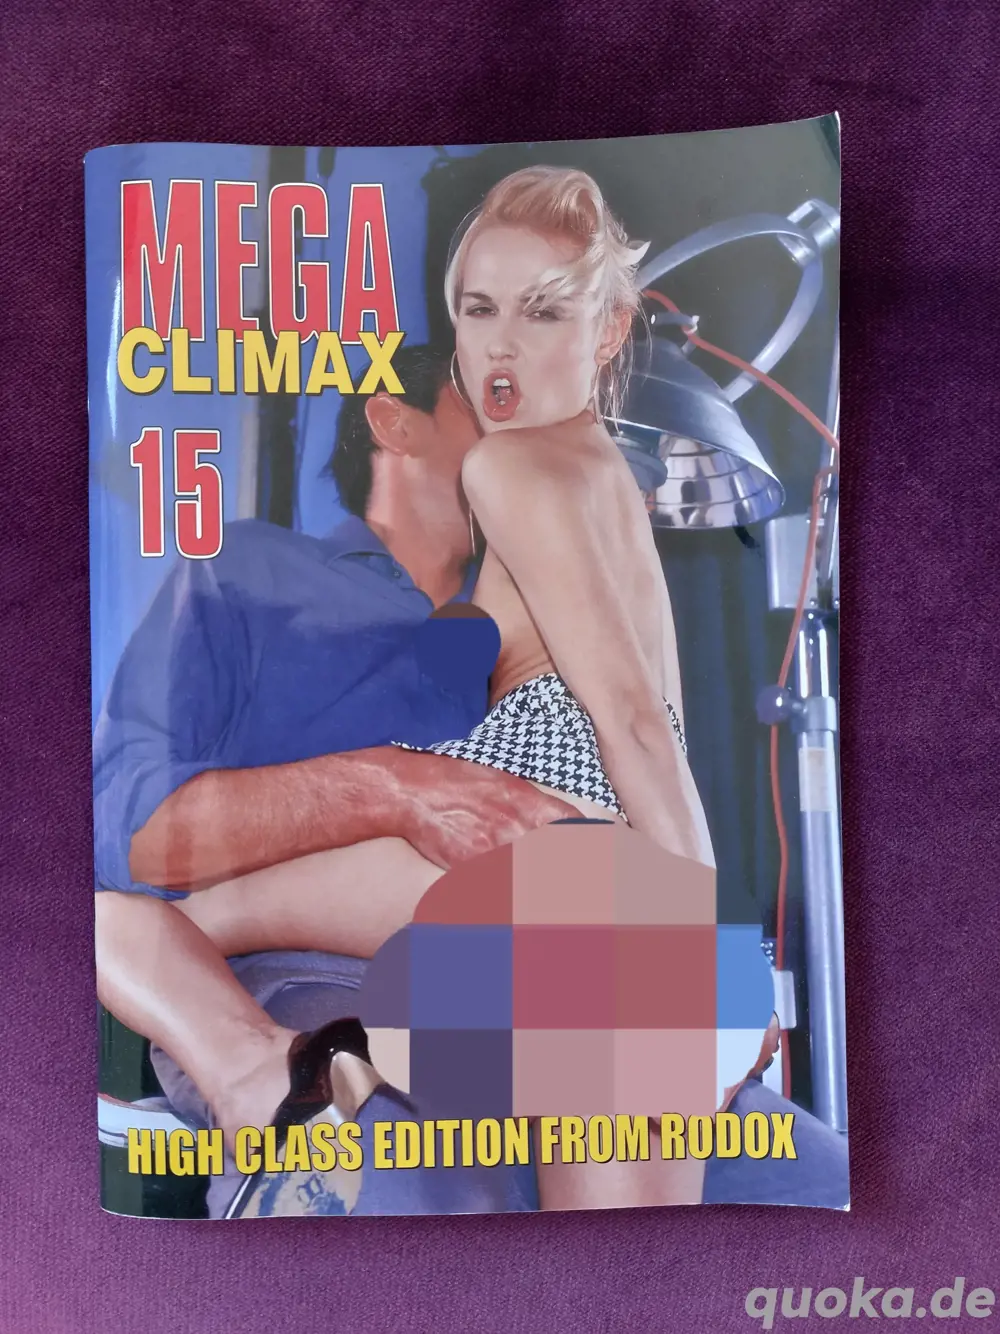 MEGA
CLIMAX
15
HIGH CLASS EDITION FROM RODOX
quoka.de